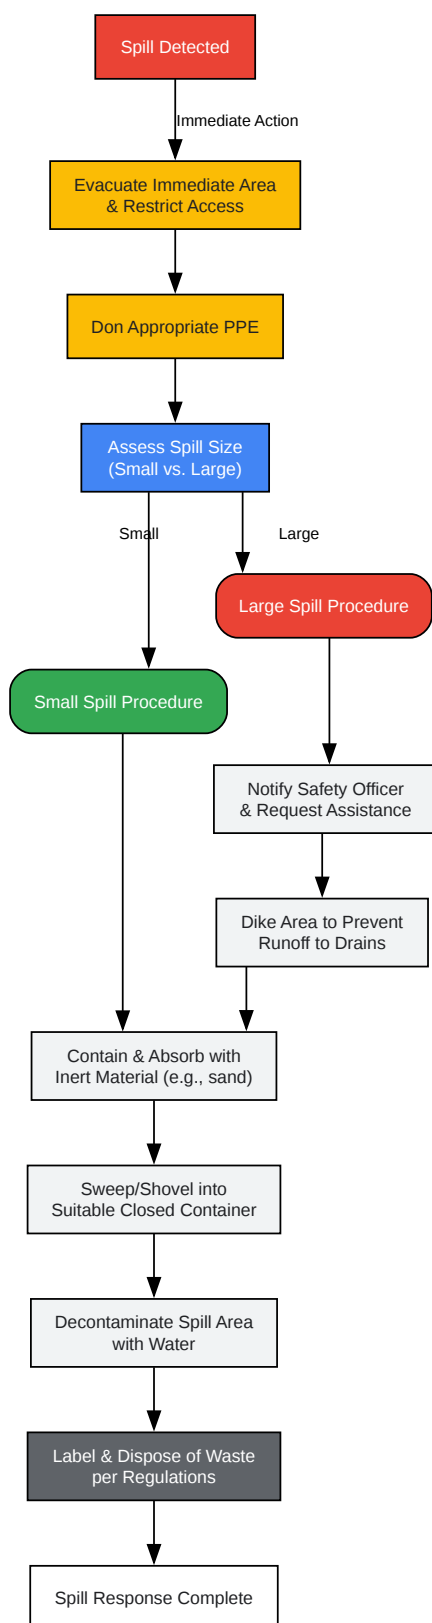 Spill Detected
Immediate Action
Evacuate Immediate Area
& Restrict Access
Don Appropriate PPE
Assess Spill Size
(Small vs. Large)
Small
Large
Large Spill Procedure
Small Spill Procedure
Notify Safety Officer
& Request Assistance
Dike Area to Prevent
Runoff to Drains
Contain & Absorb with
Inert Material (e.g., sand)
Sweep/Shovel into
Suitable Closed Container
Decontaminate Spill Area
with Water
Label & Dispose of Waste
per Regulations
Spill Response Complete